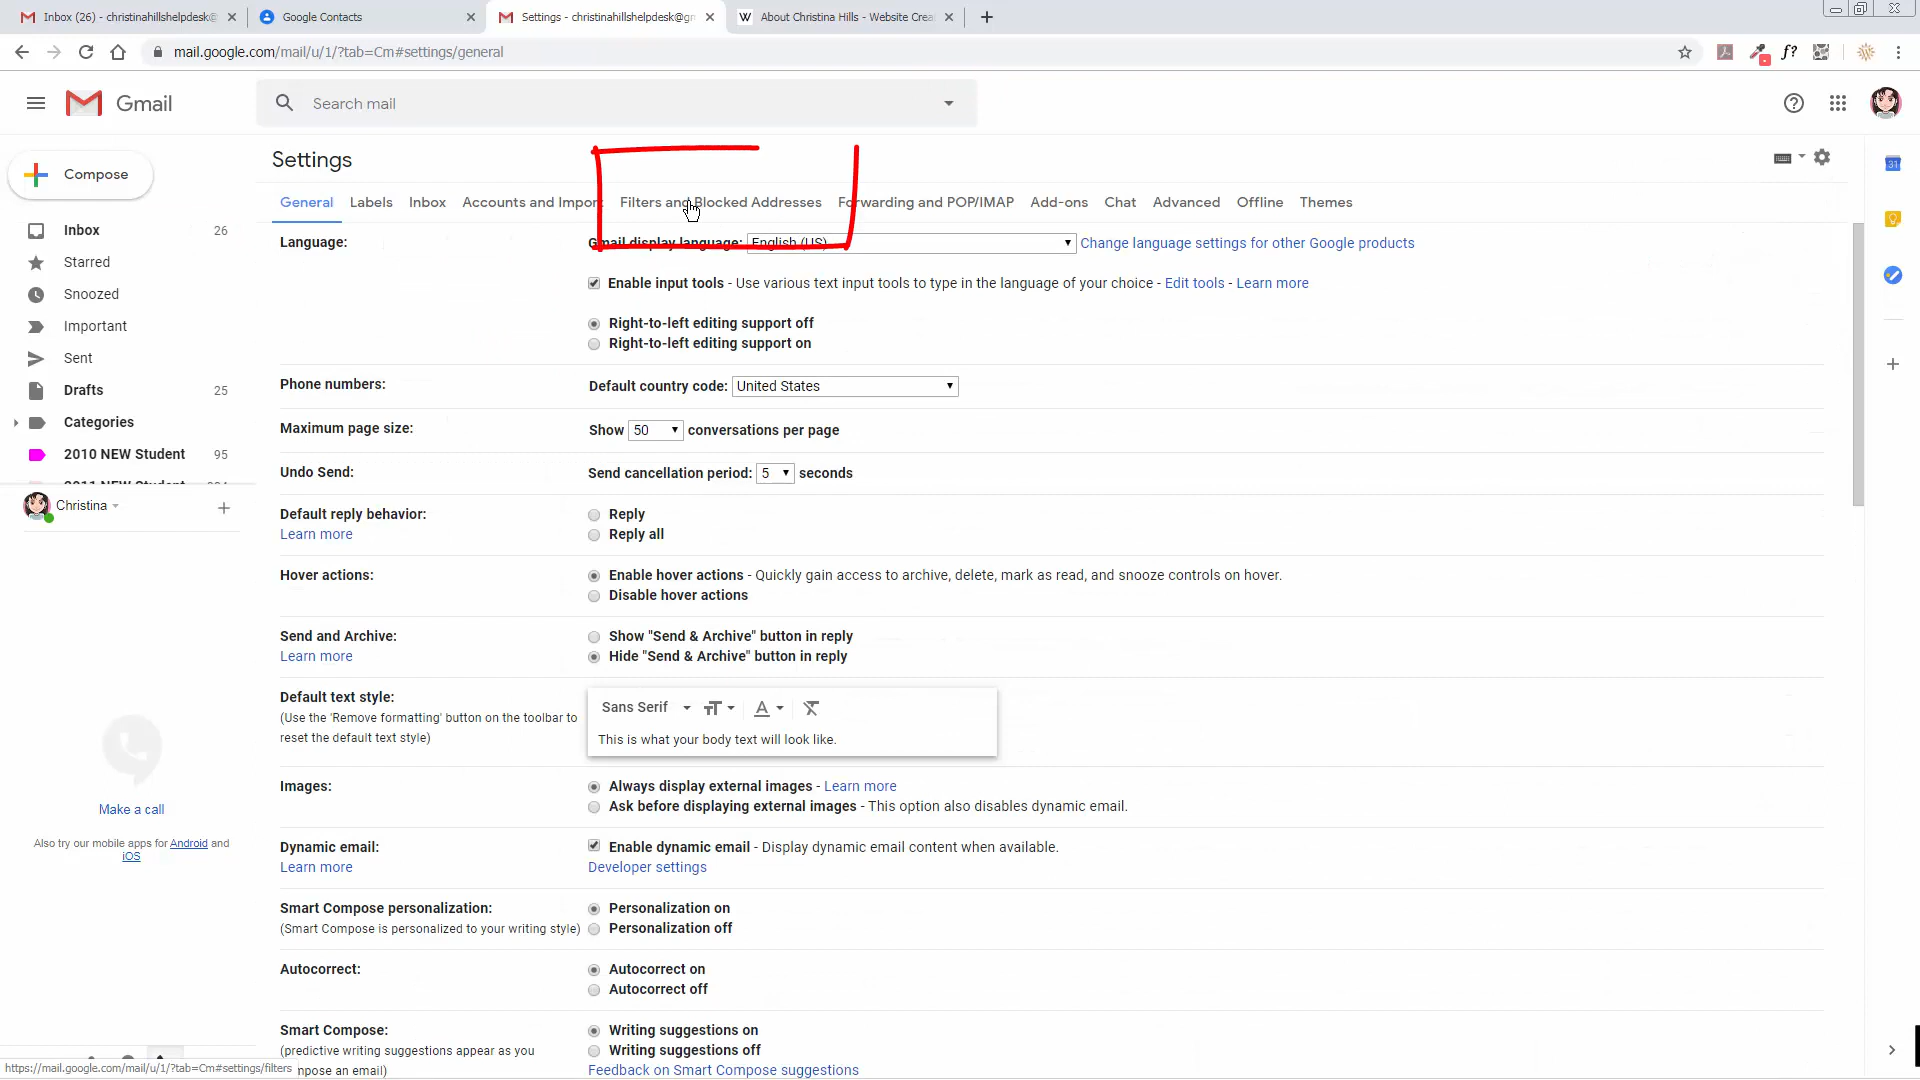 Inbox (26) - christinahillshelpdesk@
Google Contacts
Settings - christinahillshelpdesk@gm
W About Christina Hills - Website Crea
mail.google.com/mail/u/1/?tab=Cm#settings/general
f?
Gmail
Search mail
Compose
Settings
31
General Labels Inbox Accounts and Import Filters and Blocked Addresses Forwarding and POP/IMAP Add-ons Chat Advanced Offline Themes
Inbox 26
Starred
Snoozed
Important
Sent
Drafts 25
Categories
2010 NEW Student 95
2011 NEW Student
Christina
Make a call
Also try our mobile apps for Android and
iOS
Language: Gmail display language: English (US) Change language settings for other Google products
Enable input tools - Use various text input tools to type in the language of your choice - Edit tools - Learn more
Right-to-left editing support off
Right-to-left editing support on
Phone numbers: Default country code: United States
Maximum page size: Show 50 conversations per page
Undo Send: Send cancellation period: 5 seconds
Default reply behavior: Reply
Learn more Reply all
Hover actions: Enable hover actions - Quickly gain access to archive, delete, mark as read, and snooze controls on hover.
Disable hover actions
Send and Archive: Show "Send & Archive" button in reply
Learn more Hide "Send & Archive" button in reply
Default text style:
(Use the 'Remove formatting' button on the toolbar to
reset the default text style)
Sans Serif
This is what your body text will look like.
Images: Always display external images - Learn more
Ask before displaying external images - This option also disables dynamic email.
Dynamic email: Enable dynamic email - Display dynamic email content when available.
Learn more Developer settings
Smart Compose personalization: Personalization on
(Smart Compose is personalized to your writing style) Personalization off
Autocorrect: Autocorrect on
Autocorrect off
Smart Compose: Writing suggestions on
(predictive writing suggestions appear as you Writing suggestions off
mpose an email) Feedback on Smart Compose suggestions
https://mail.google.com/mail/u/1/?tab=Cm#settings/filters